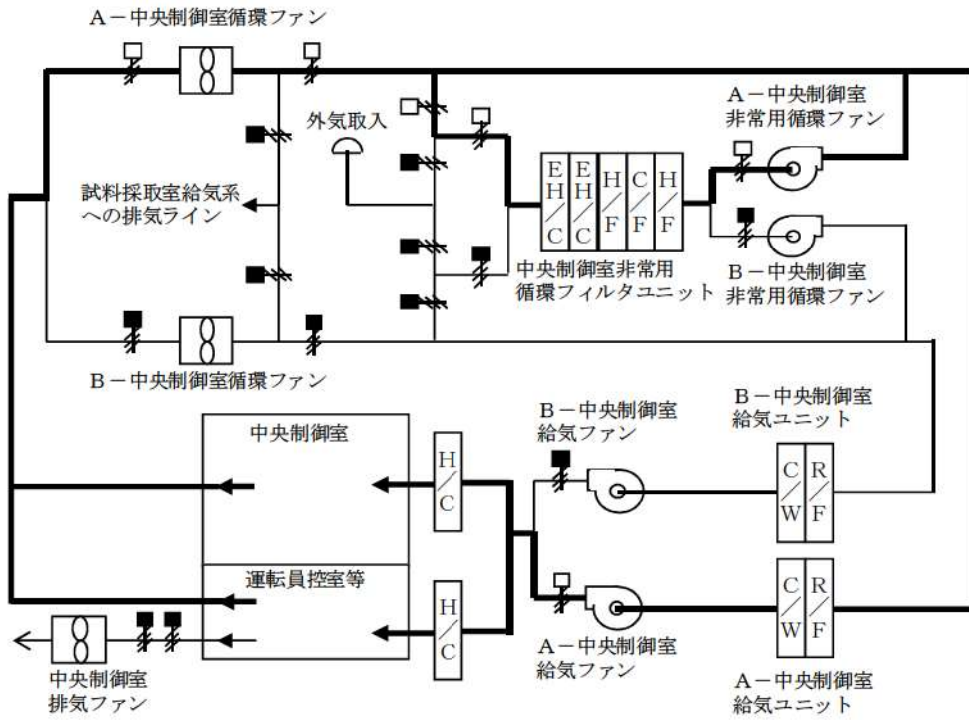 A－中央制御室循環ファン
外気取入
A－中央制御室
非常用循環ファン
試料採取室給気系
への排気ライン
EH/C
EH/C
H/F
C/F
H/F
中央制御室非常用
循環フィルタユニット
B－中央制御室
非常用循環ファン
B－中央制御室循環ファン
中央制御室
H/C
B－中央制御室
給気ファン
B－中央制御室
給気ユニット
C/W
R/F
運転員控室等
H/C
A－中央制御室
給気ファン
C/W
R/F
A－中央制御室
給気ユニット
中央制御室
排気ファン